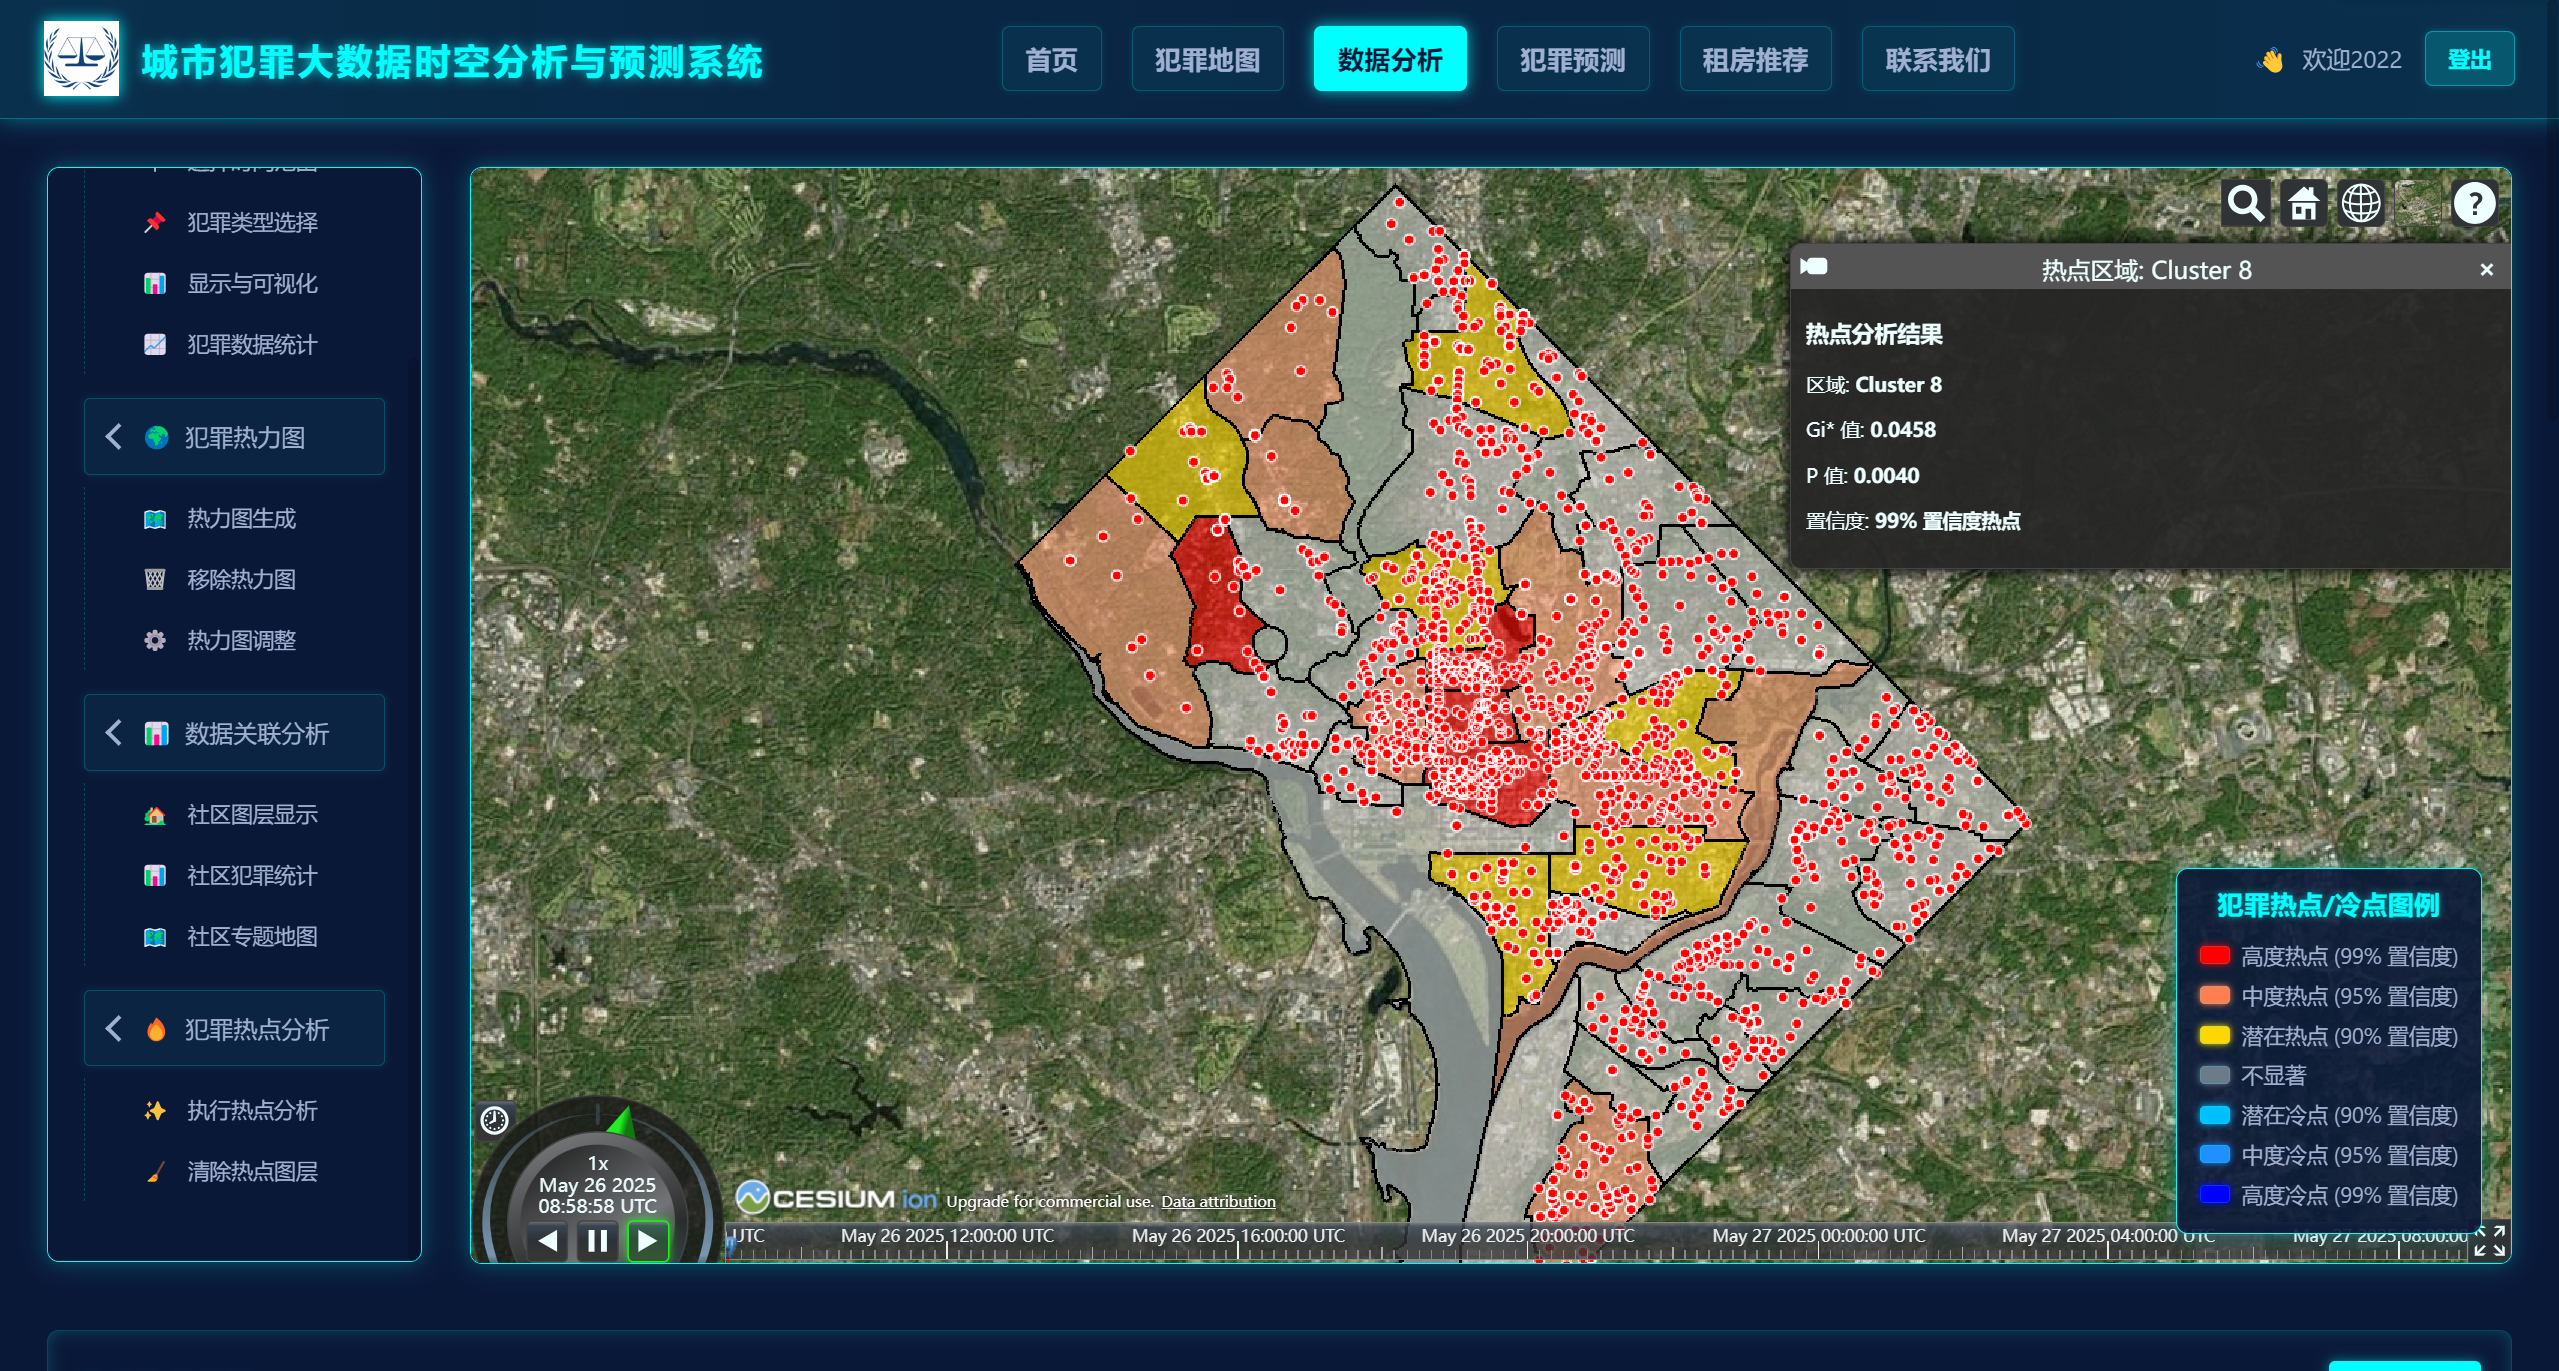 城市犯罪大数据时空分析与预测系统
首页
犯罪地图
数据分析
犯罪预测
租房推荐
联系我们
欢迎2022
登出
犯罪类型选择
显示与可视化
犯罪数据统计
犯罪热力图
热力图生成
移除热力图
热力图调整
数据关联分析
社区图层显示
社区犯罪统计
社区专题地图
犯罪热点分析
执行热点分析
清除热点图层
?
热点区域: Cluster 8
×
热点分析结果
区域: Cluster 8
Gi* 值: 0.0458
P 值: 0.0040
置信度: 99% 置信度热点
犯罪热点/冷点图例
高度热点 (99% 置信度)
中度热点 (95% 置信度)
潜在热点 (90% 置信度)
不显著
潜在冷点 (90% 置信度)
中度冷点 (95% 置信度)
高度冷点 (99% 置信度)
1x
May 26 2025
08:58:58 UTC
CESIUM ion Upgrade for commercial use. Data attribution
UTC
May 26 2025 12:00:00 UTC
May 26 2025 16:00:00 UTC
May 26 2025 20:00:00 UTC
May 27 2025 00:00:00 UTC
May 27 2025 04:00:00 UTC
May 27 2025 08:00:00